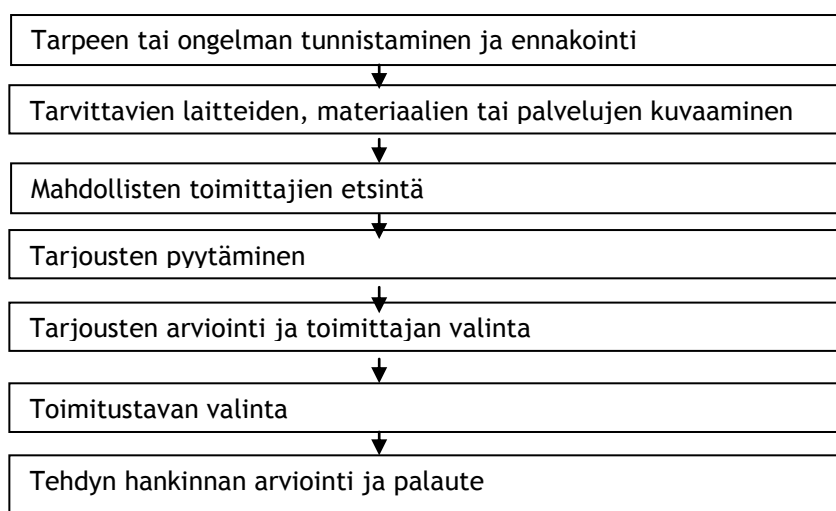 Tarpeen tai ongelman tunnistaminen ja ennakointi
Tarvittavien laitteiden, materiaalien tai palvelujen kuvaaminen
Mahdollisten toimittajien etsintä
Tarjousten pyytäminen
Tarjousten arviointi ja toimittajan valinta
Toimitustavan valinta
Tehdyn hankinnan arviointi ja palaute